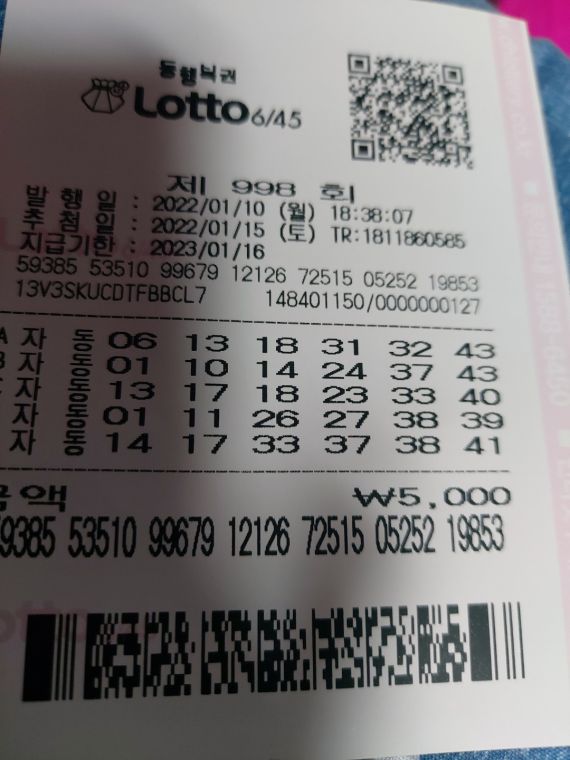 동행복권
Lotto 6/45
제 998 회
발 행 일 : 2022/01/10 (월) 18:38:07
추 첨 일 : 2022/01/15 (토) TR:1811860585
지급기한 : 2023/01/16
59385 53510 99679 12126 72515 05252 19853
13V3SKUCDTFBBCL7 148401150/0000000127
A 자 동 06 13 18 31 32 43
B 자 동 01 10 14 24 37 43
C 자 동 13 17 18 23 33 40
자 동 01 11 26 27 38 39
자 동 14 17 33 37 38 41
금액 ₩5,000
59385 53510 99679 12126 72515 05252 19853